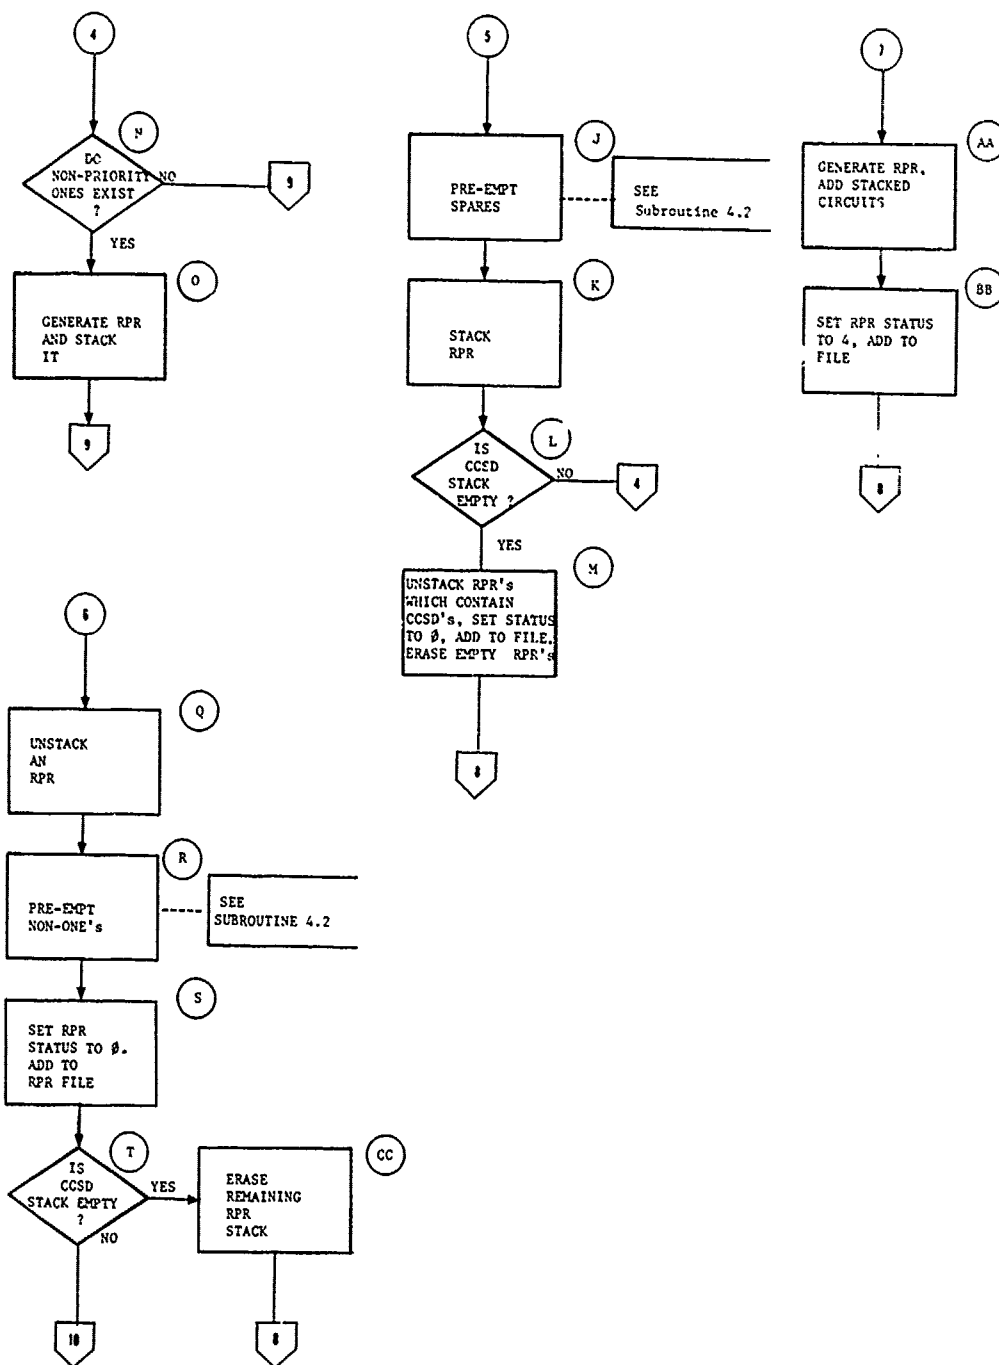 4
N
DO
NON-PRIORITY
ONES EXIST
?
NO
9
YES
O
GENERATE RPR
AND STACK
IT
9
5
J
PRE-EMPT
SPARES
SEE
Subroutine 4.2
K
STACK
RPR
L
IS
CCSD
STACK
EMPTY ?
NO
4
YES
M
UNSTACK RPR's
WHICH CONTAIN
CCSD's, SET STATUS
TO Ø, ADD TO FILE.
ERASE EMPTY RPR's
8
7
AA
GENERATE RPR,
ADD STACKED
CIRCUITS
BB
SET RPR STATUS
TO 4, ADD TO
FILE
8
6
Q
UNSTACK
AN
RPR
R
PRE-EMPT
NON-ONE's
SEE
SUBROUTINE 4.2
S
SET RPR
STATUS TO Ø.
ADD TO
RPR FILE
T
IS
CCSD
STACK EMPTY
?
YES
NO
CC
ERASE
REMAINING
RPR
STACK
10
8